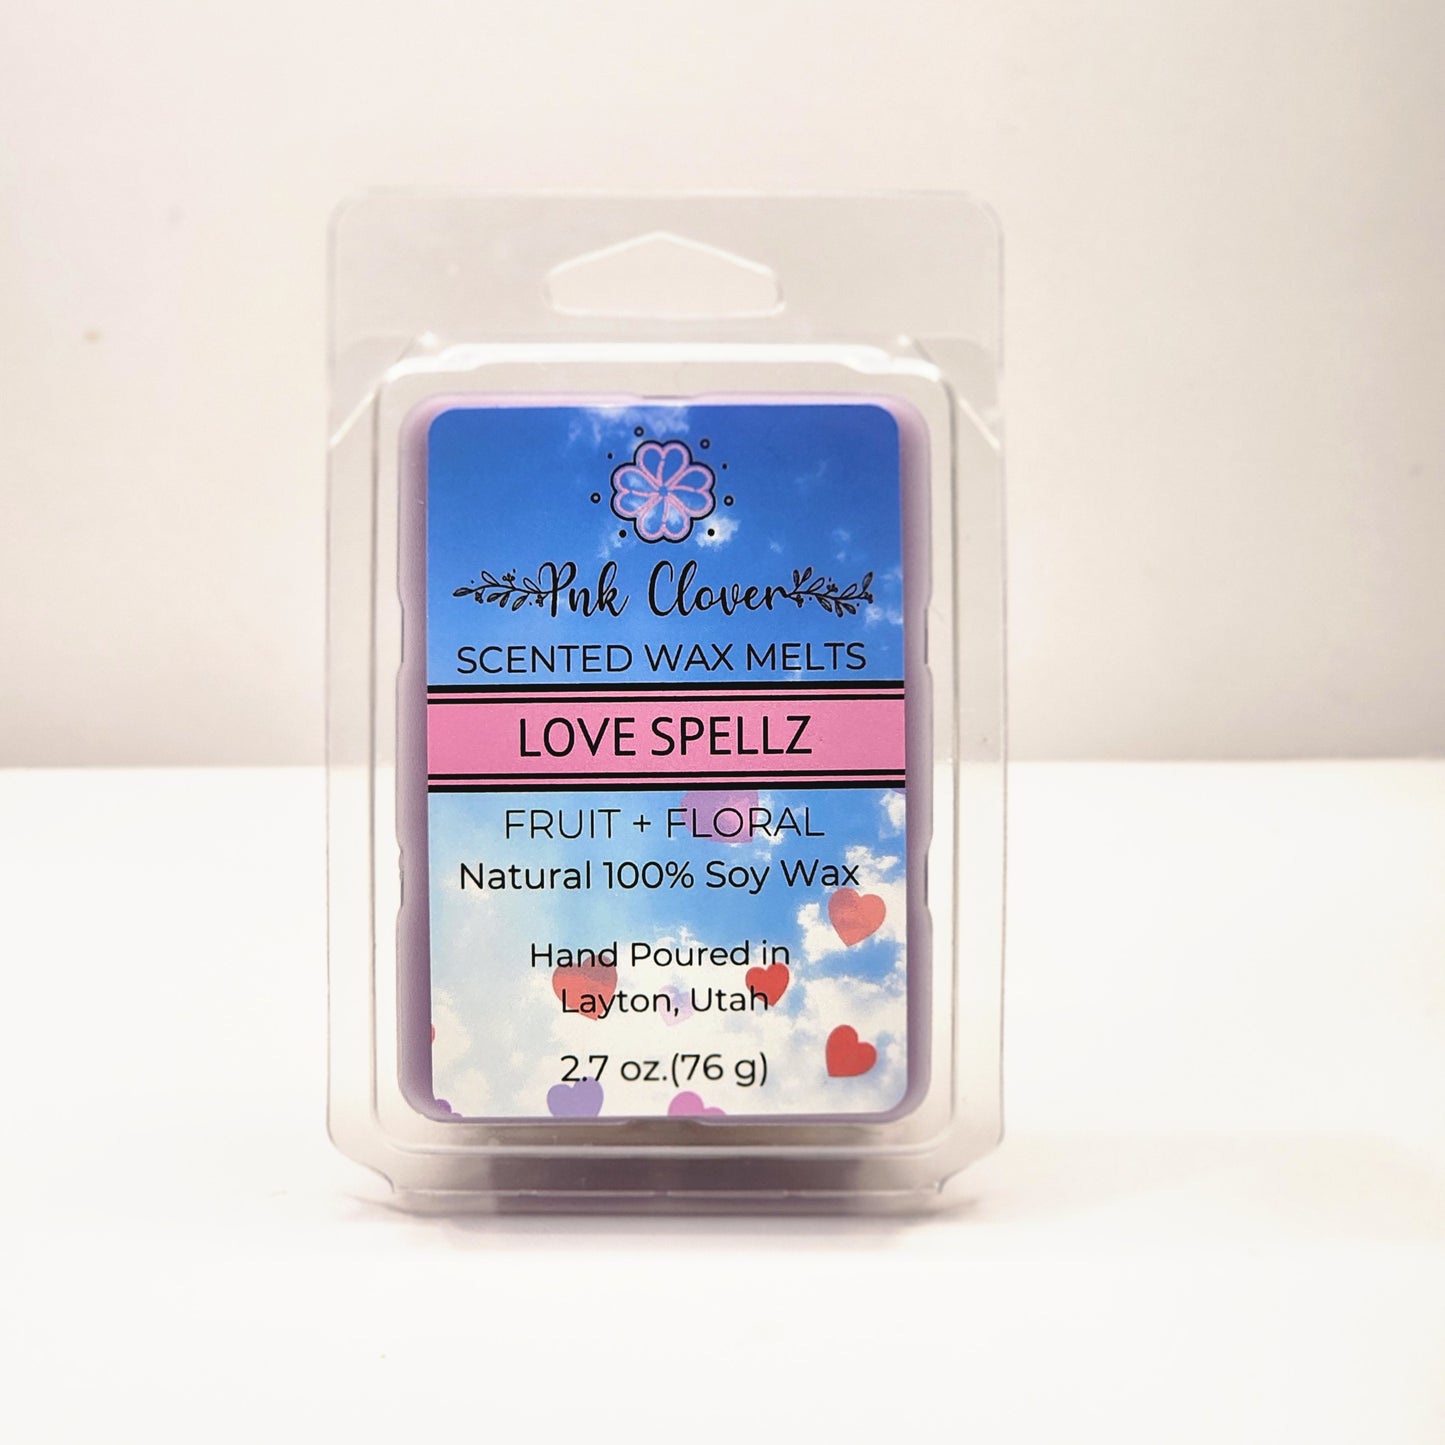 Pnk Clover
SCENTED WAX MELTS
LOVE SPELLZ
FRUIT + FLORAL
Natural 100% Soy Wax
Hand Poured in
Layton, Utah
2.7 oz.(76 g)